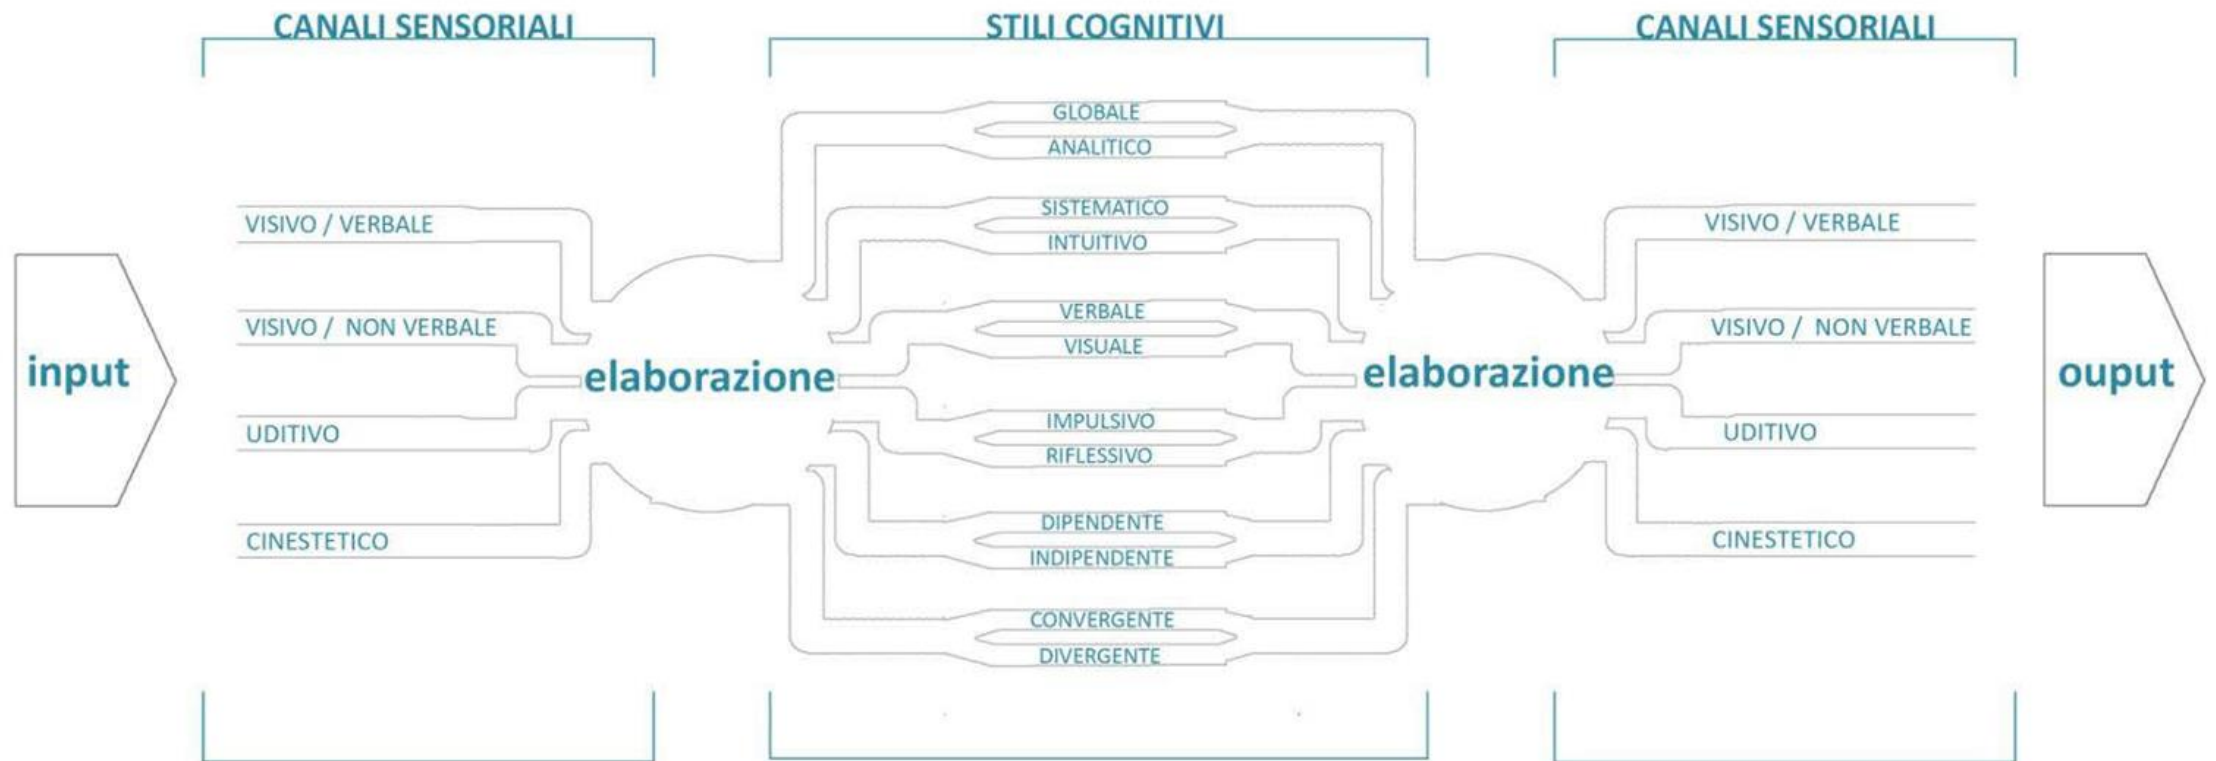 CANALI SENSORIALI
STILI COGNITIVI
CANALI SENSORIALI
input
VISIVO / VERBALE
VISIVO / NON VERBALE
UDITIVO
CINESTETICO
elaborazione
GLOBALE
ANALITICO
SISTEMATICO
INTUITIVO
VERBALE
VISUALE
IMPULSIVO
RIFLESSIVO
DIPENDENTE
INDIPENDENTE
CONVERGENTE
DIVERGENTE
elaborazione
VISIVO / VERBALE
VISIVO / NON VERBALE
UDITIVO
CINESTETICO
ouput